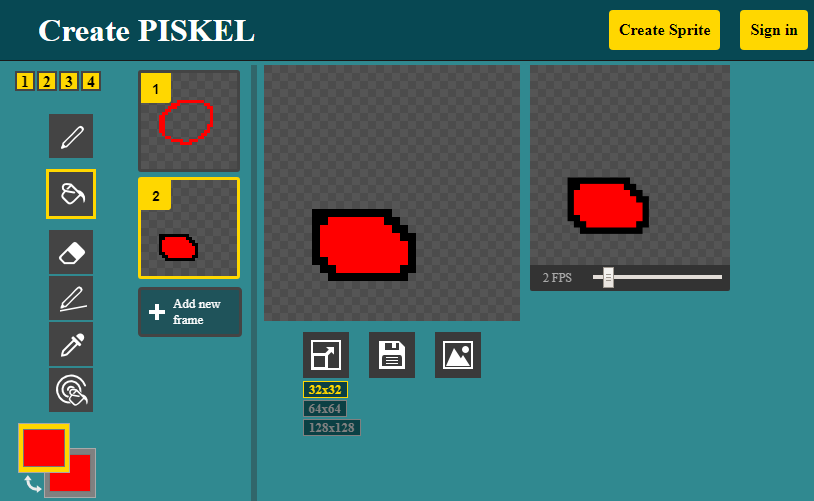 Create PISKEL
Create Sprite
Sign in
1 2 3 4
1
2
Add new
frame
2 FPS
32x32
64x64
128x128